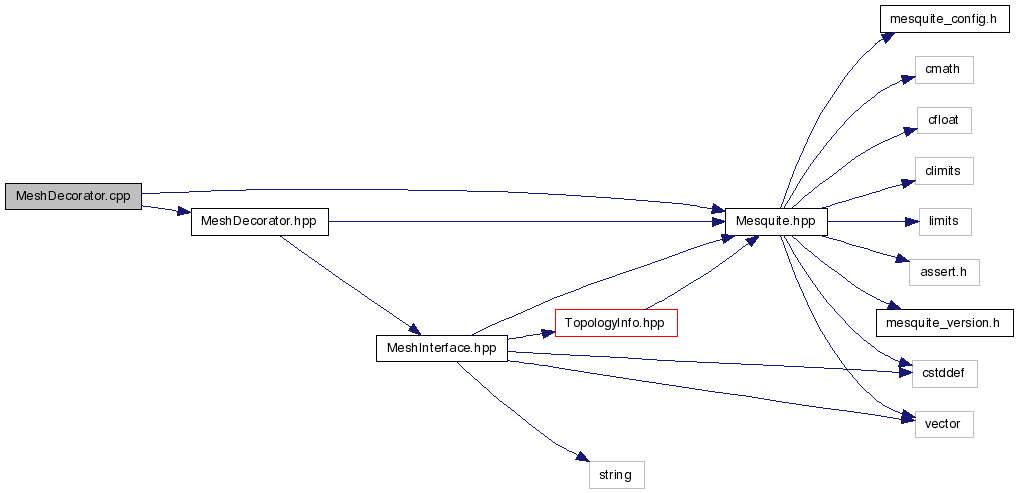 mesquite_config.h
cmath
cfloat
climits
MeshDecorator.cpp
MeshDecorator.hpp
Mesquite.hpp
limits
assert.h
TopologyInfo.hpp
mesquite_version.h
MeshInterface.hpp
cstddef
vector
string